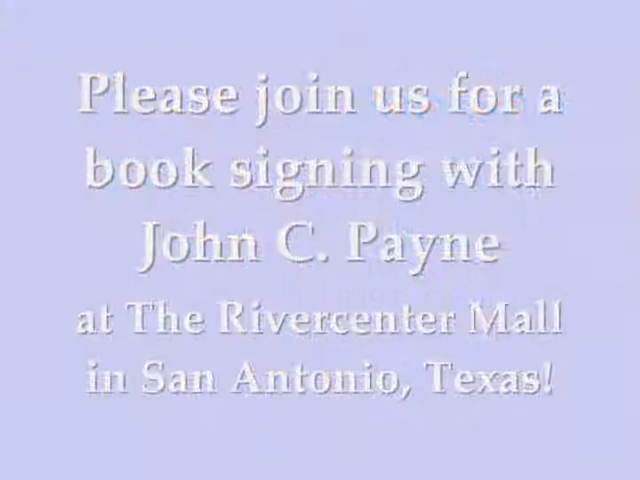 Please join us for a
book signing with
John C. Payne
at The Rivercenter Mall
in San Antonio, Texas!